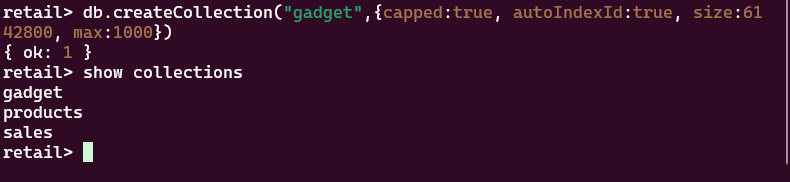 retail> db.createCollection("gadget",{capped:true, autoIndexId:true, size:61
42800, max:1000})
{ ok: 1 }
retail> show collections
gadget
products
sales
retail>